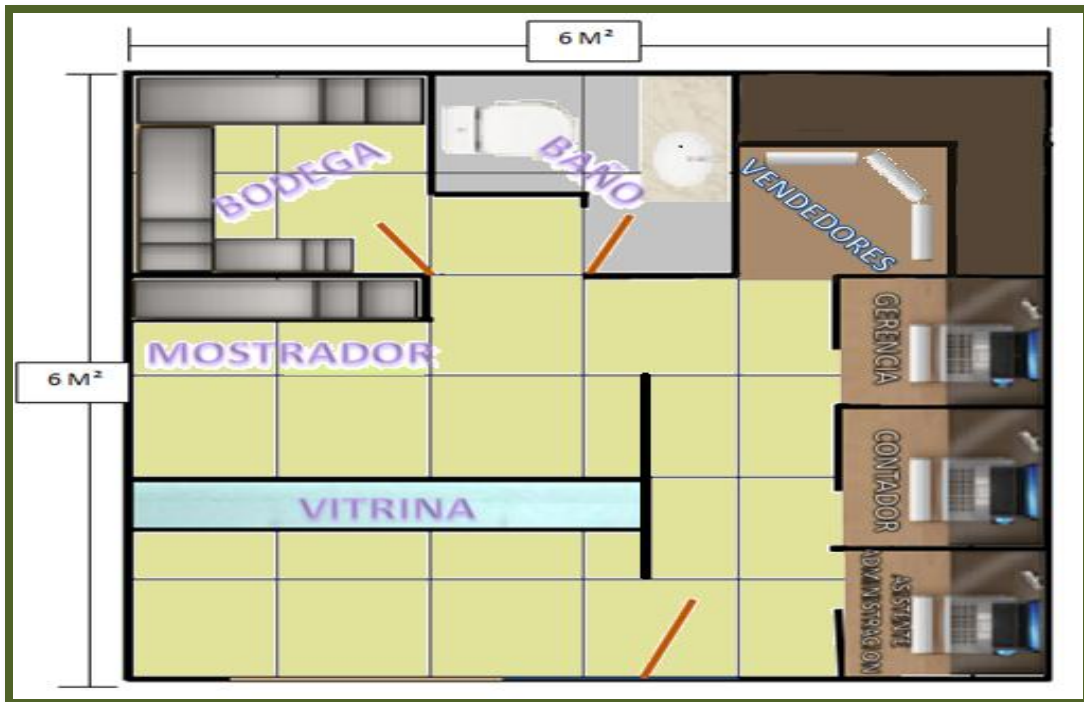 6 M²
BODEGA
BAÑO
VENDEDORES
6 M²
MOSTRADOR
GERENCIA
CONTADOR
VITRINA
ASISTENTE
ADMINISTRACION